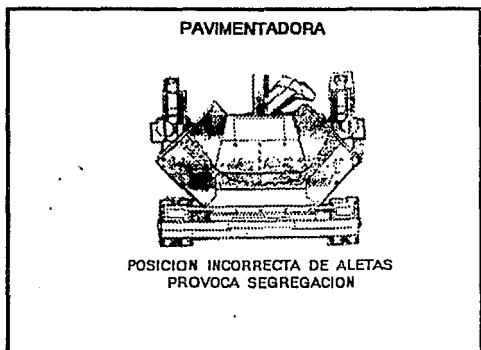 PAVIMENTADORA
POSICION INCORRECTA DE ALETAS
PROVOCA SEGREGACION